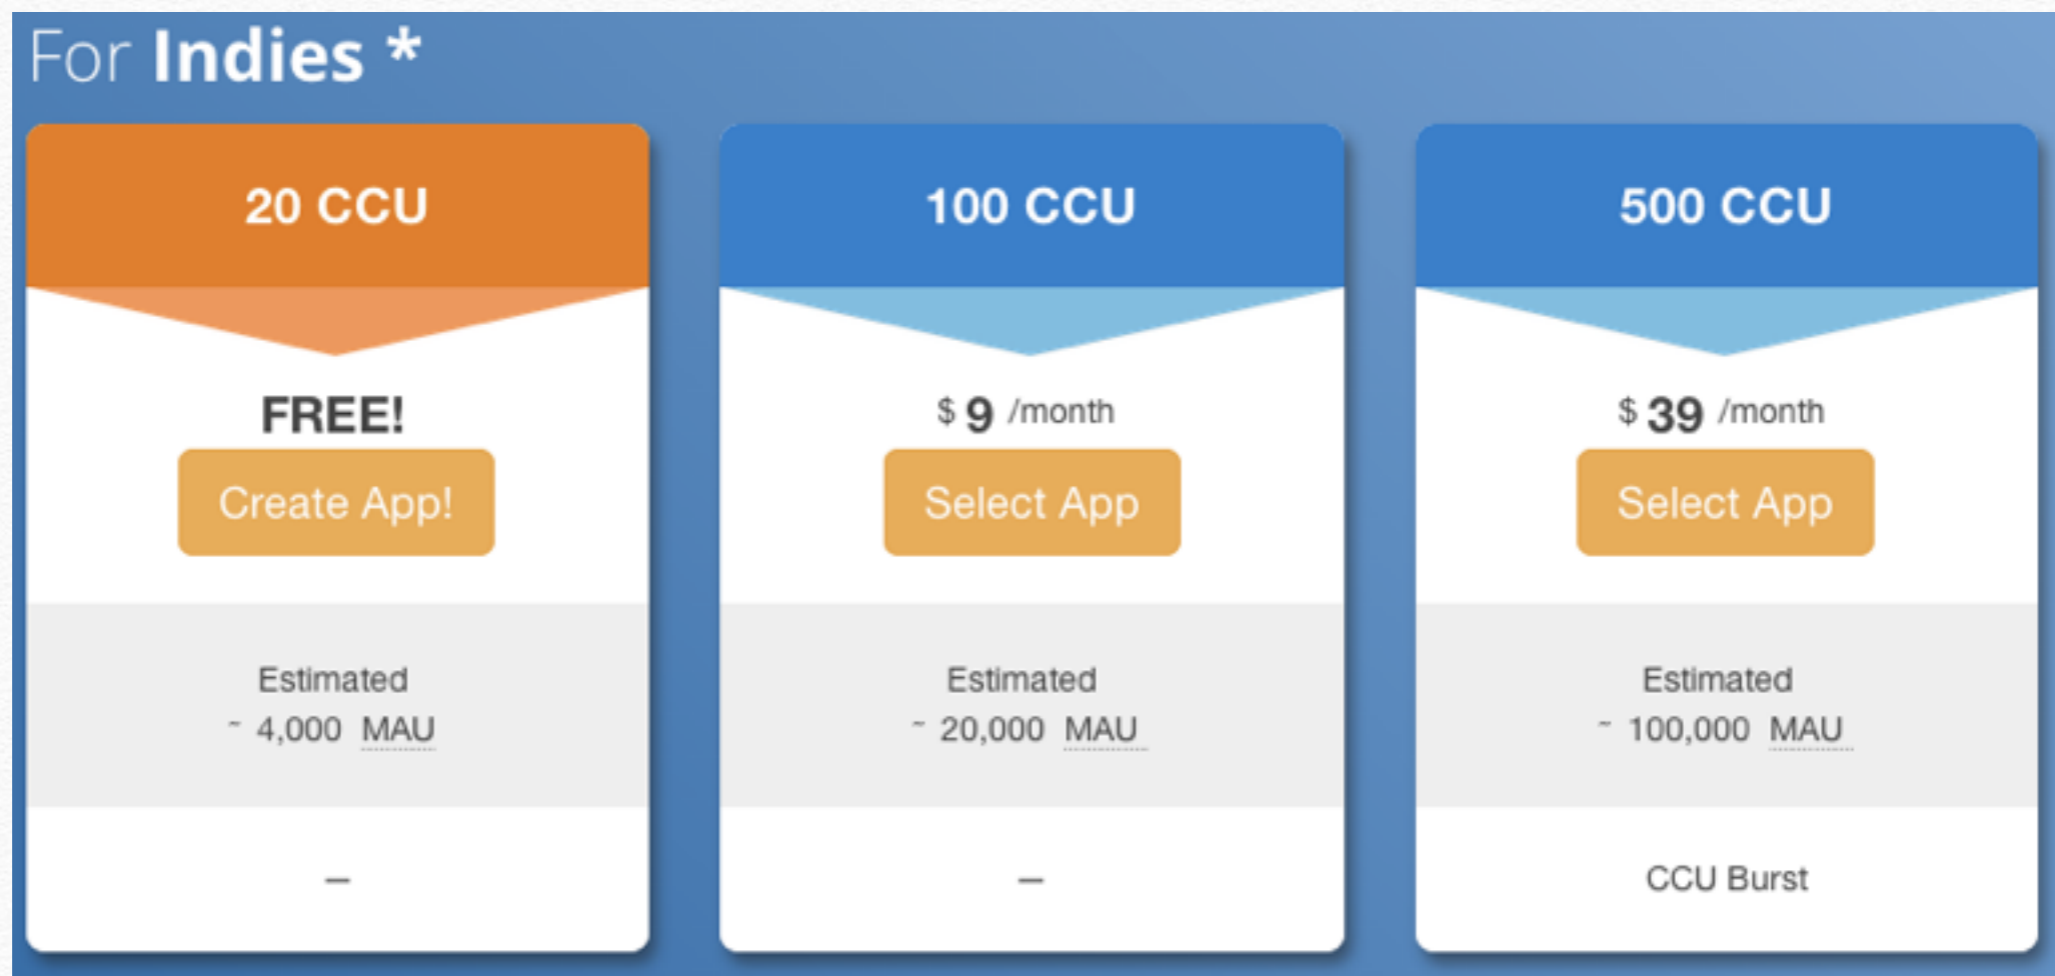 For Indies *
20 CCU
FREE!
Create App!
Estimated
~ 4,000 MAU
–
100 CCU
$ 9 /month
Select App
Estimated
~ 20,000 MAU
–
500 CCU
$ 39 /month
Select App
Estimated
~ 100,000 MAU
CCU Burst